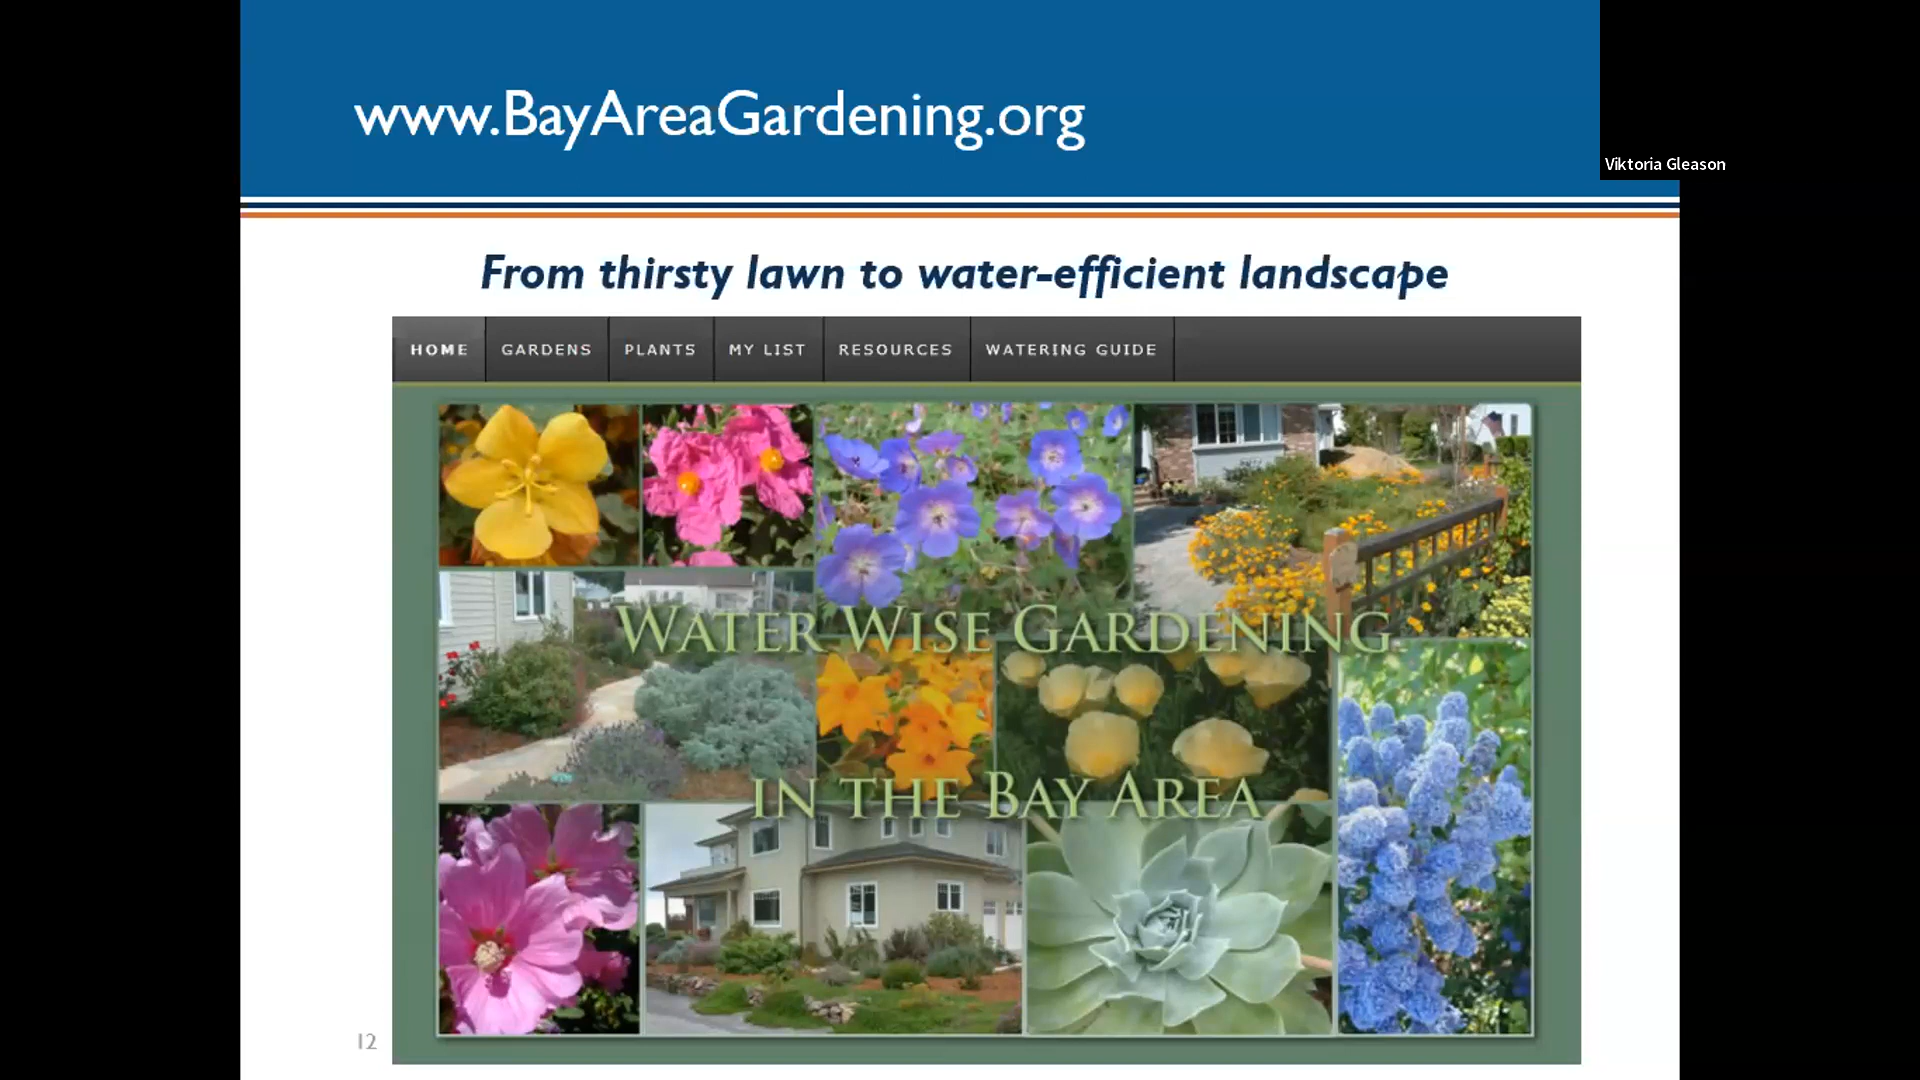 www.BayAreaGardening.org
Viktoria Gleason
From thirsty lawn to water-efficient landscape
HOME GARDENS PLANTS MY LIST RESOURCES WATERING GUIDE
WATER WISE GARDENING
IN THE BAY AREA
12